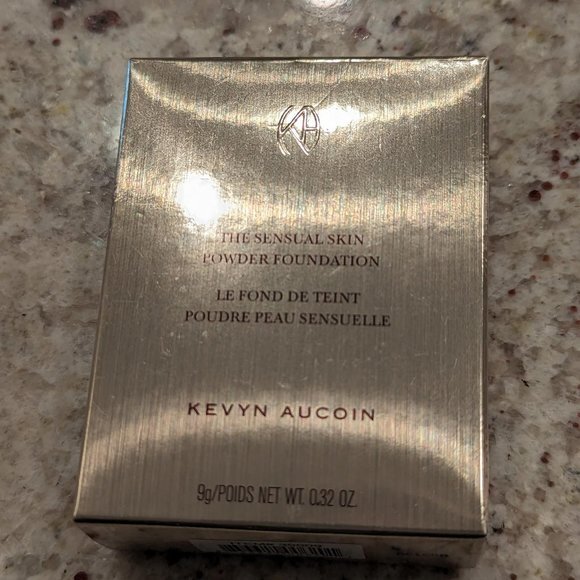 THE SENSUAL SKIN
POWDER FOUNDATION
LE FOND DE TEINT
POUDRE PEAU SENSUELLE
KEVYN AUCOIN
9g/POIDS NET WT. 0.32 OZ.